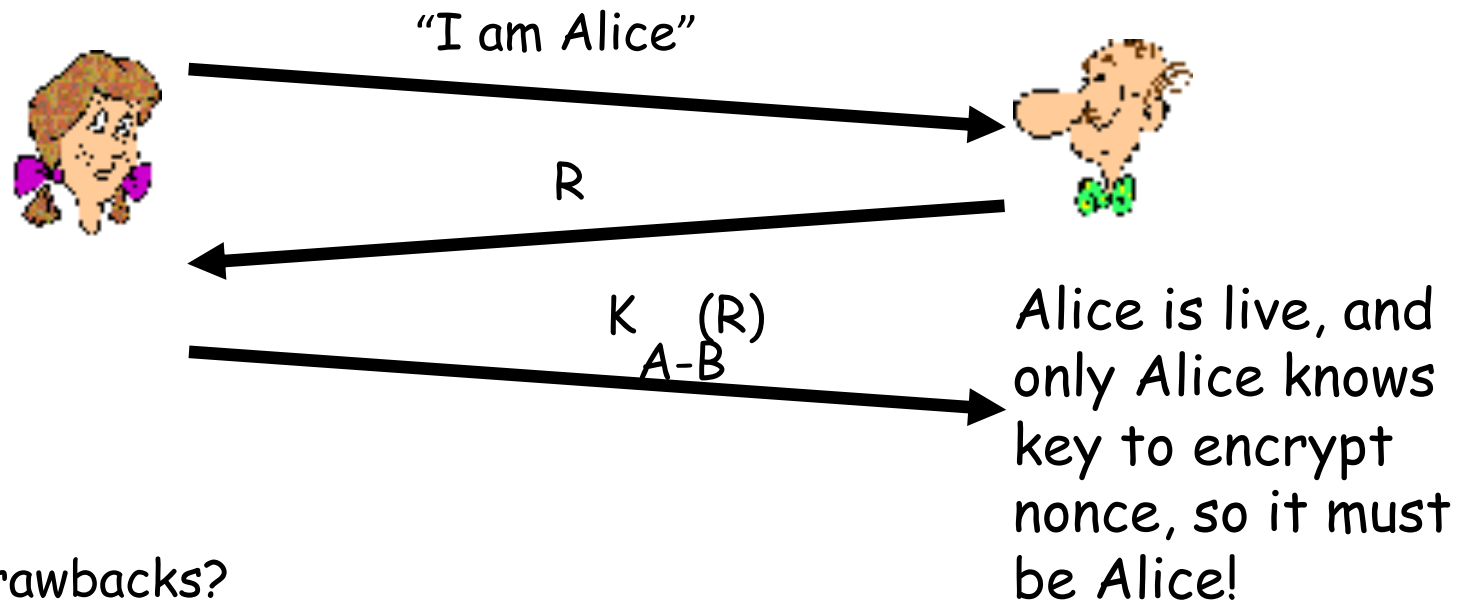 “I am Alice”
R
K (R)
A-B
Alice is live, and
only Alice knows
key to encrypt
nonce, so it must
be Alice!
rawbacks?